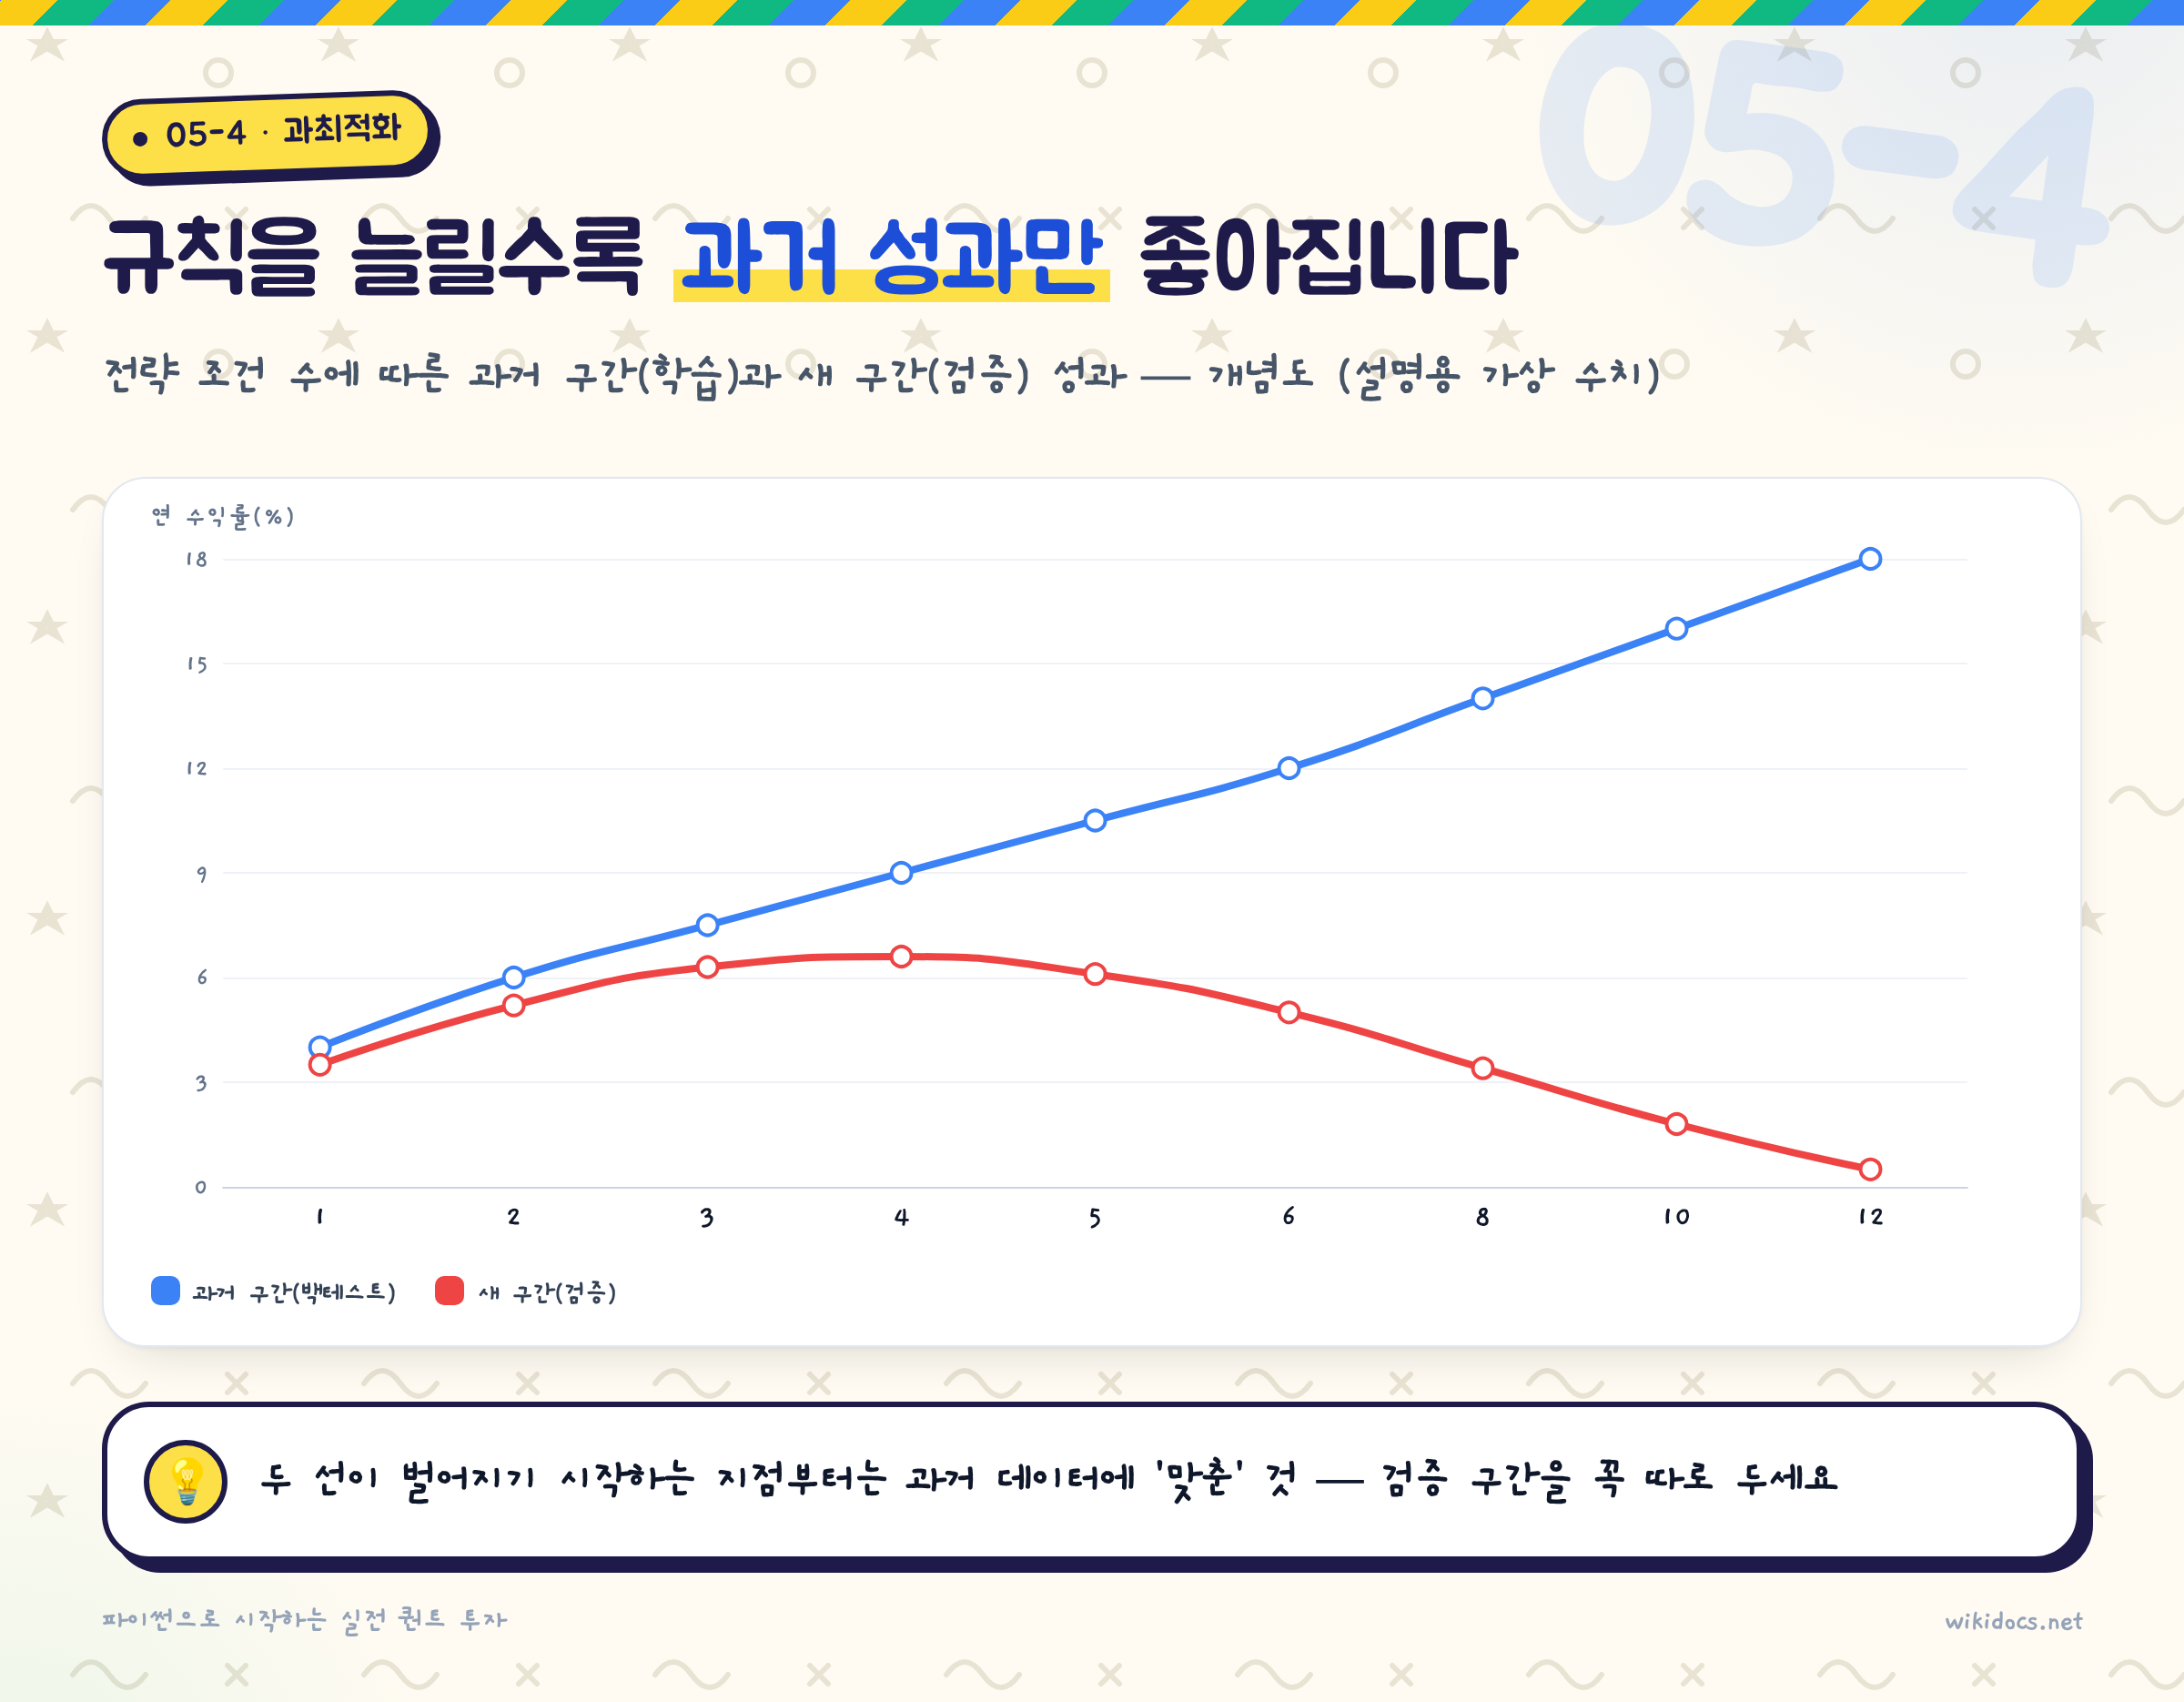 05-4
05-4 · 과최적화
규칙을 늘릴수록 과거 성과만 좋아집니다
전략 조건 수에 따른 과거 구간(학습)과 새 구간(검증) 성과 — 개념도 (설명용 가상 수치)
연 수익률(%)
18
15
12
9
6
3
0
1 2 3 4 5 6 8 10 12
과거 구간(백테스트) 새 구간(검증)
두 선이 벌어지기 시작하는 지점부터는 과거 데이터에 '맞춘' 것 — 검증 구간을 꼭 따로 두세요
파이썬으로 시작하는 실전 퀀트 투자
wikidocs.net